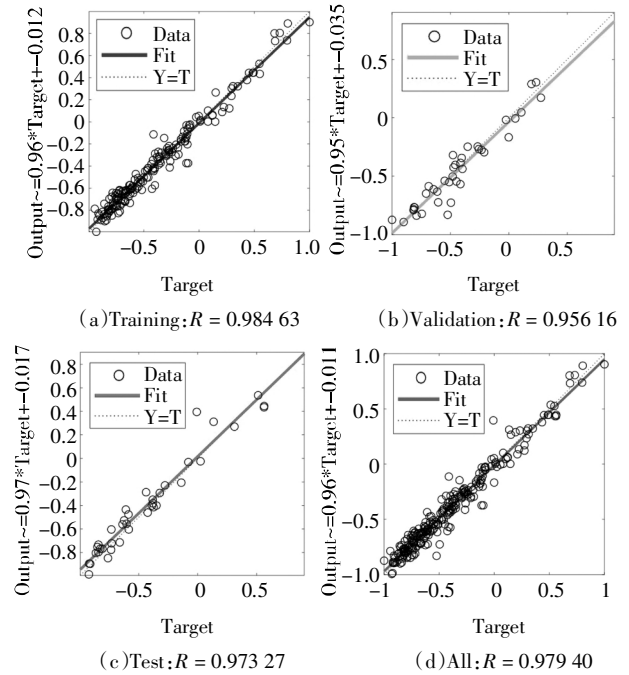 Output~=0.96*Target+-0.012
0.8
0.6
0.4
0.2
0
-0.2
-0.4
-0.6
-0.8
Data
Fit
Y=T
-0.5 0 0.5 1.0
Target
(a)Training:R = 0.984 63
Output~=0.95*Target+-0.035
0.5
0
-0.5
-1.0
Data
Fit
Y=T
-1 -0.5 0 0.5
Target
(b)Validation:R = 0.956 16
Output~=0.97*Target+-0.017
0.8
0.6
0.4
0.2
0
-0.2
-0.4
-0.6
-0.8
Data
Fit
Y=T
-0.5 0 0.5
Target
(c)Test:R = 0.973 27
Output~=0.96*Target+-0.011
1.0
0.5
0
-0.5
-1.0
Data
Fit
Y=T
-1 -0.5 0 0.5 1
Target
(d)All:R = 0.979 40